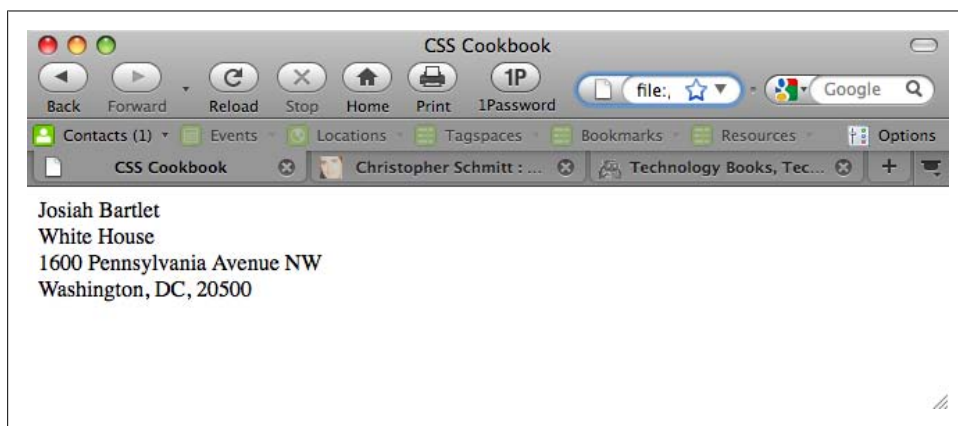 CSS Cookbook
Back Forward Reload Stop Home Print 1P 1Password file:, Google
Contacts (1) Events Locations Tagspaces Bookmarks Resources Options
CSS Cookbook Christopher Schmitt : ... Technology Books, Tec... +
Josiah Bartlet
White House
1600 Pennsylvania Avenue NW
Washington, DC, 20500